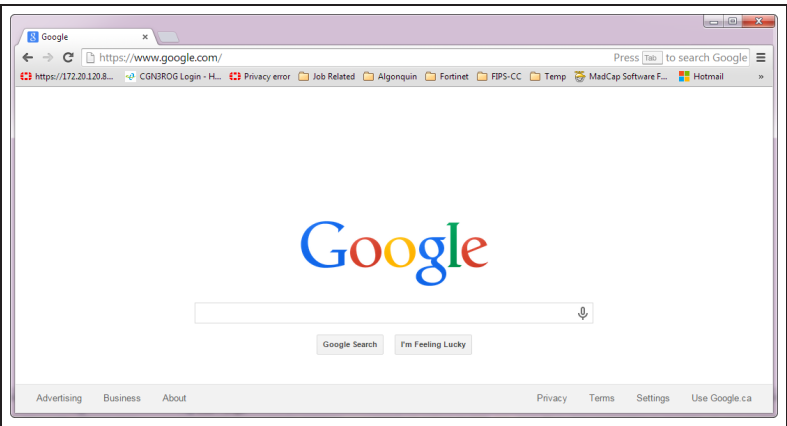 Google
https://www.google.com/ Press Tab to search Google
https://172.20.120.8... CGN3ROG Login - H... Privacy error Job Related Algonquin Fortinet FIPS-CC Temp MadCap Software F... Hotmail »
Google
Google Search I'm Feeling Lucky
Advertising Business About Privacy Terms Settings Use Google.ca